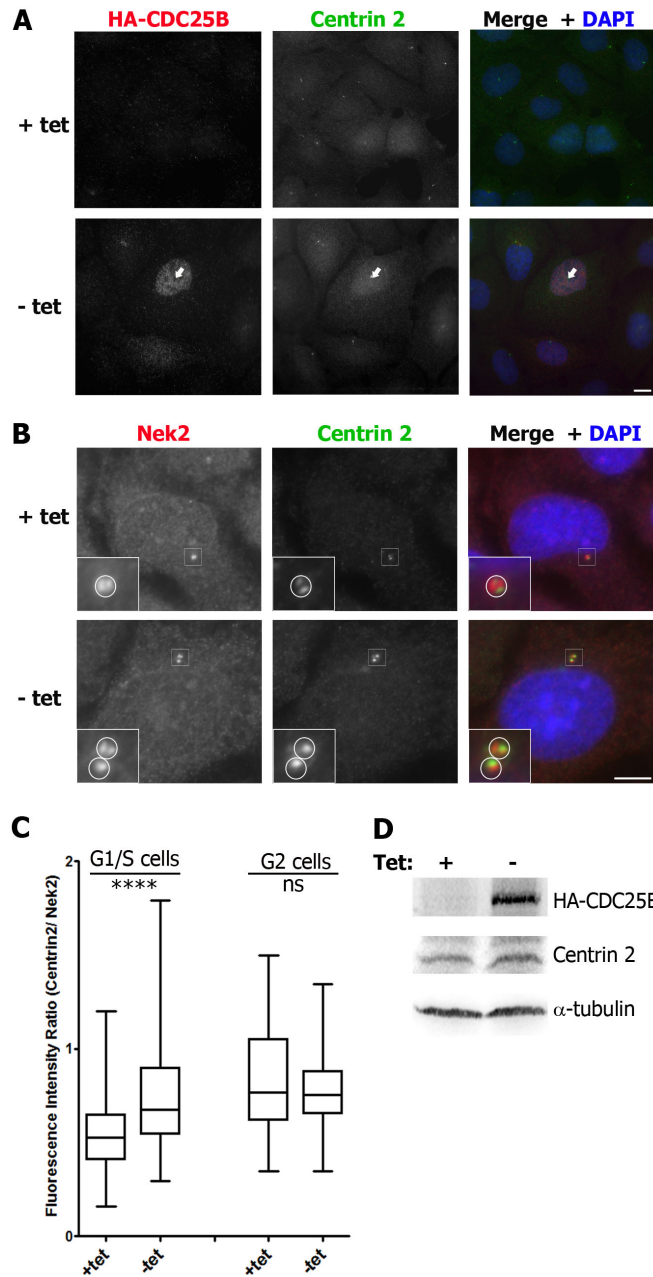 A
HA-CDC25B Centrin 2 Merge + DAPI
+ tet
- tet
B
Nek2 Centrin 2 Merge + DAPI
+ tet
- tet
C
Fluorescence Intensity Ratio (Centrin2/ Nek2)
2
1
0
G1/S cells
****
G2 cells
ns
+tet -tet +tet -tet
D
Tet: + -
HA-CDC25B
Centrin 2
α-tubulin